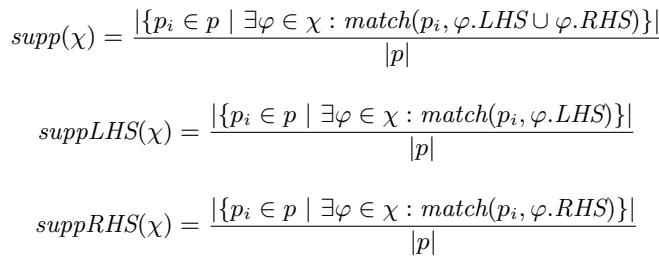 supp(χ) = |{p_i ∈ p | ∃φ ∈ χ : match(p_i, φ.LHS ∪ φ.RHS)}| / |p|
suppLHS(χ) = |{p_i ∈ p | ∃φ ∈ χ : match(p_i, φ.LHS)}| / |p|
suppRHS(χ) = |{p_i ∈ p | ∃φ ∈ χ : match(p_i, φ.RHS)}| / |p|